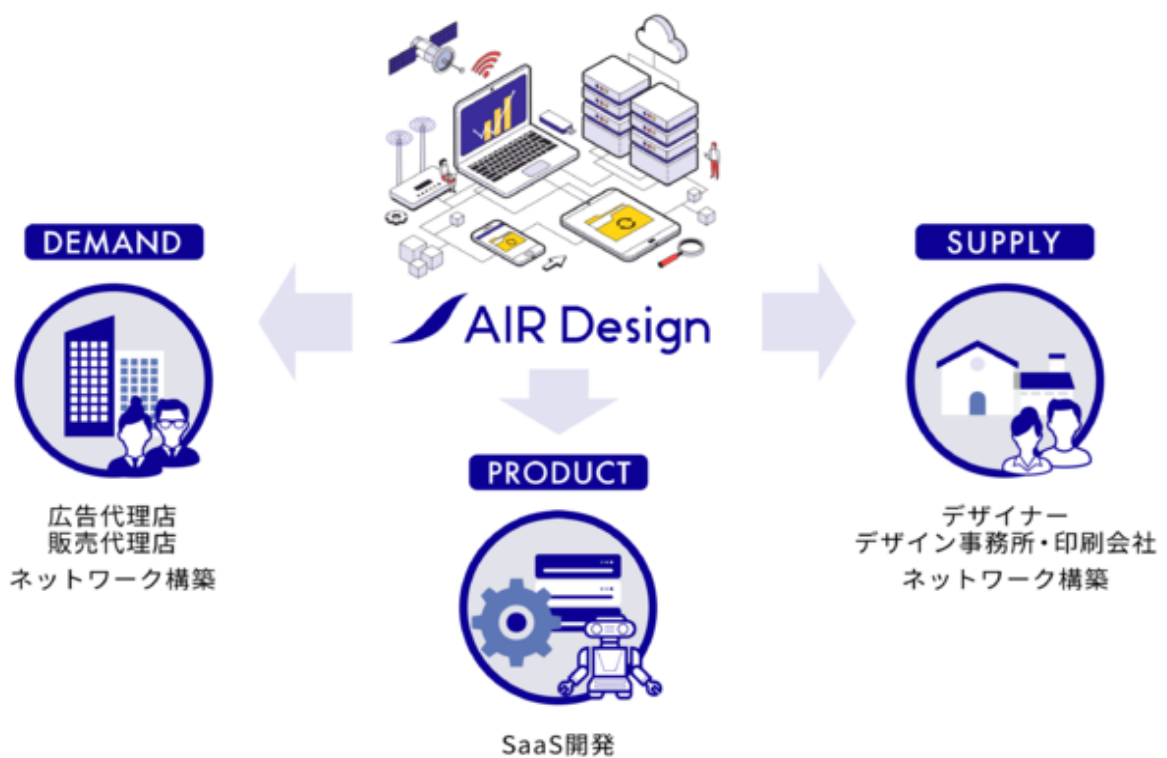 DEMAND
SUPPLY
AIR Design
PRODUCT
広告代理店
販売代理店
ネットワーク構築
デザイナー
デザイン事務所・印刷会社
ネットワーク構築
SaaS開発